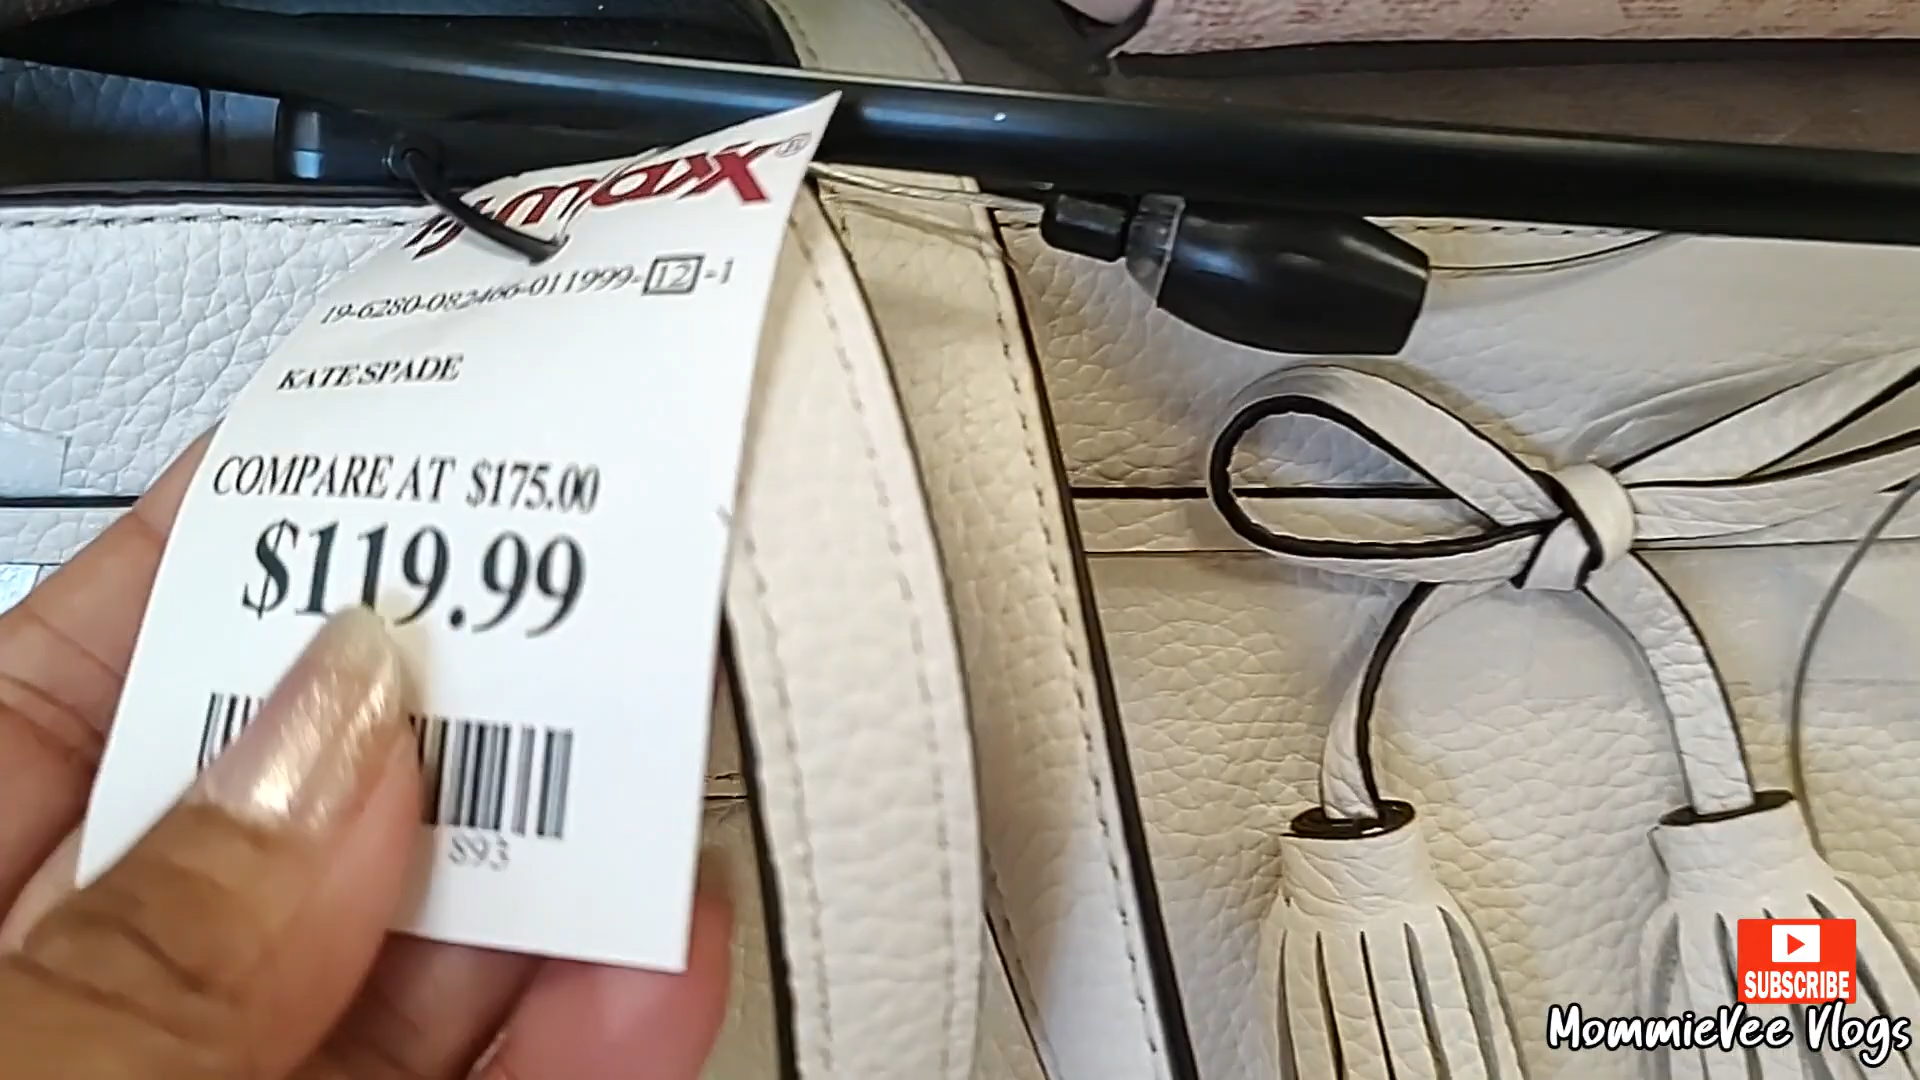 tjmaxx®
19-6280-082466-011999-12-1
KATE SPADE
COMPARE AT $175.00
$119.99
893
SUBSCRIBE
MommieVee Vlogs